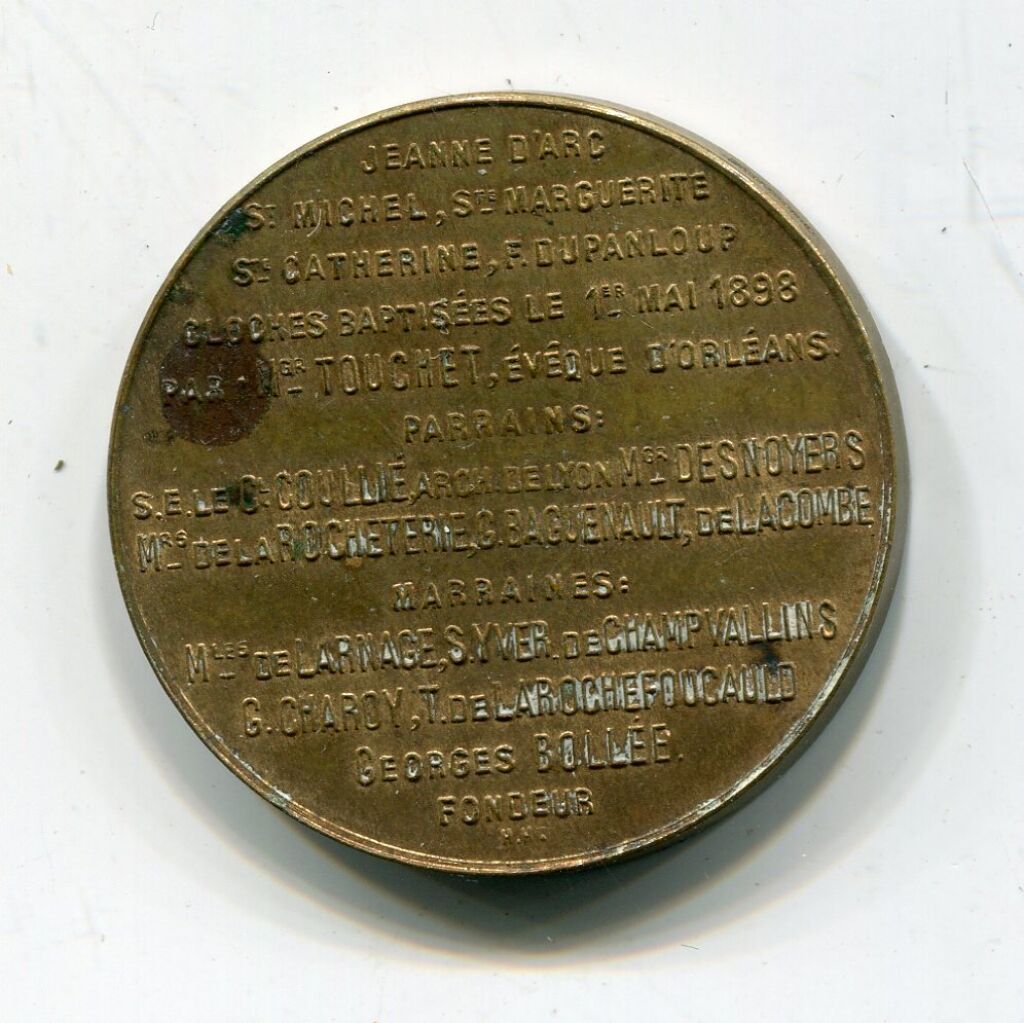 JEANNE D'ARC
ST MICHEL, STE MARGUERITE
STE CATHERINE, F. DUPANLOUP
CLOCHES BAPTISÉES LE 1ER MAI 1898
PAR MGR TOUCHET, ÉVÉQUE D'ORLÉANS.
PARRAINS:
S.E. LE CL COULLIÉ, ARCH. DE LYON MGR DESNOYERS
MRS DE LA ROCHETERIE, G. BAGUENAULT, DE LACOMBE
MARRAINES:
MLLES DE LARNAGE, S. YVER. DE CHAMPVALLINS
G. CHAROY, T. DE LAROCHEFOUCAULD
GEORGES BOLLÉE.
FONDEUR